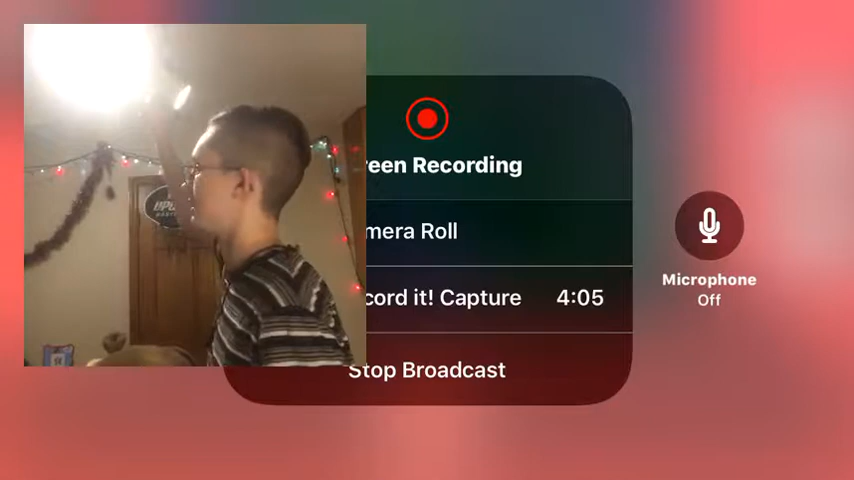 reen Recording
mera Roll
cord it! Capture 4:05
Stop Broadcast
Microphone
Off